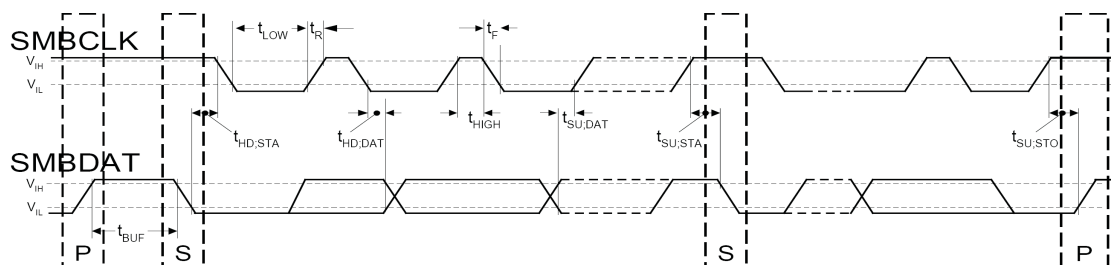 tLOW tR tF
SMBCLK
VIH
VIL
tHD;STA tHD;DAT tHIGH tSU;DAT tSU;STA tSU;STO
SMBDAT
VIH
VIL
tBUF
P S S P